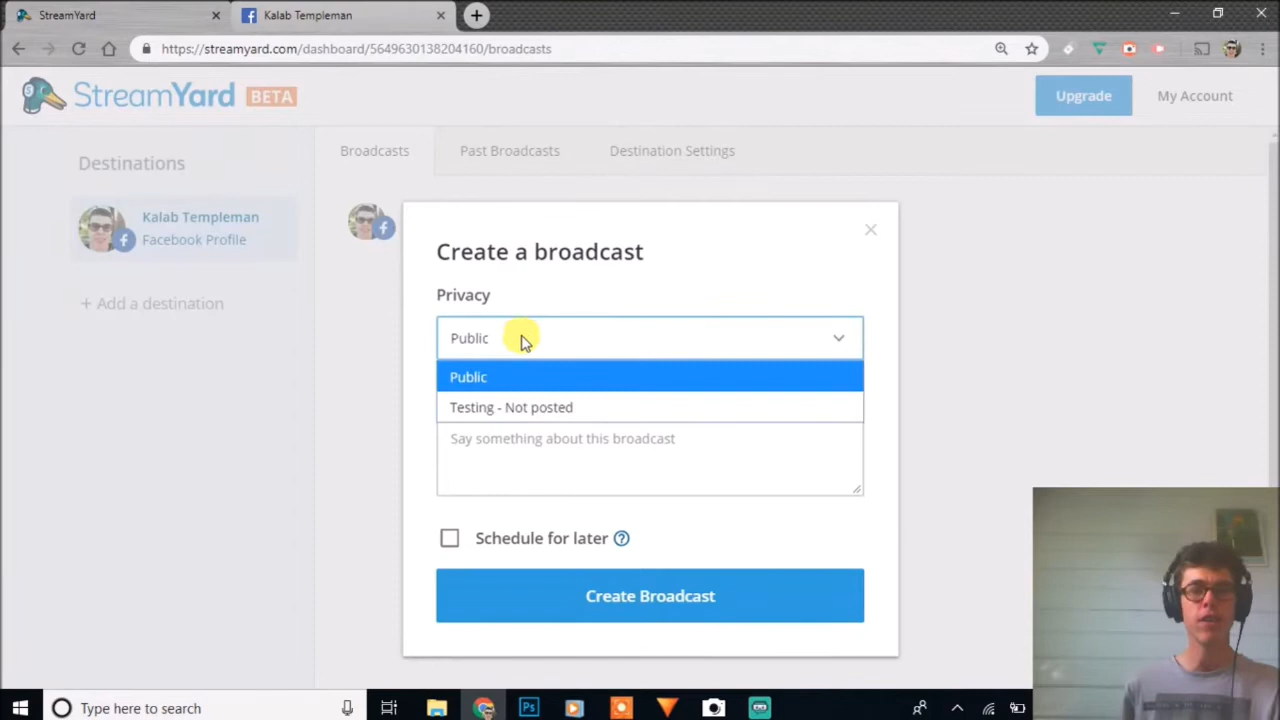 StreamYard
Kalab Templeman
https://streamyard.com/dashboard/5649630138204160/broadcasts
StreamYard BETA
Upgrade
My Account
Destinations
Broadcasts
Past Broadcasts
Destination Settings
Kalab Templeman
Facebook Profile
+ Add a destination
Create a broadcast
Privacy
Public
Public
Testing - Not posted
Say something about this broadcast
Schedule for later ?
Create Broadcast
Type here to search
Ps